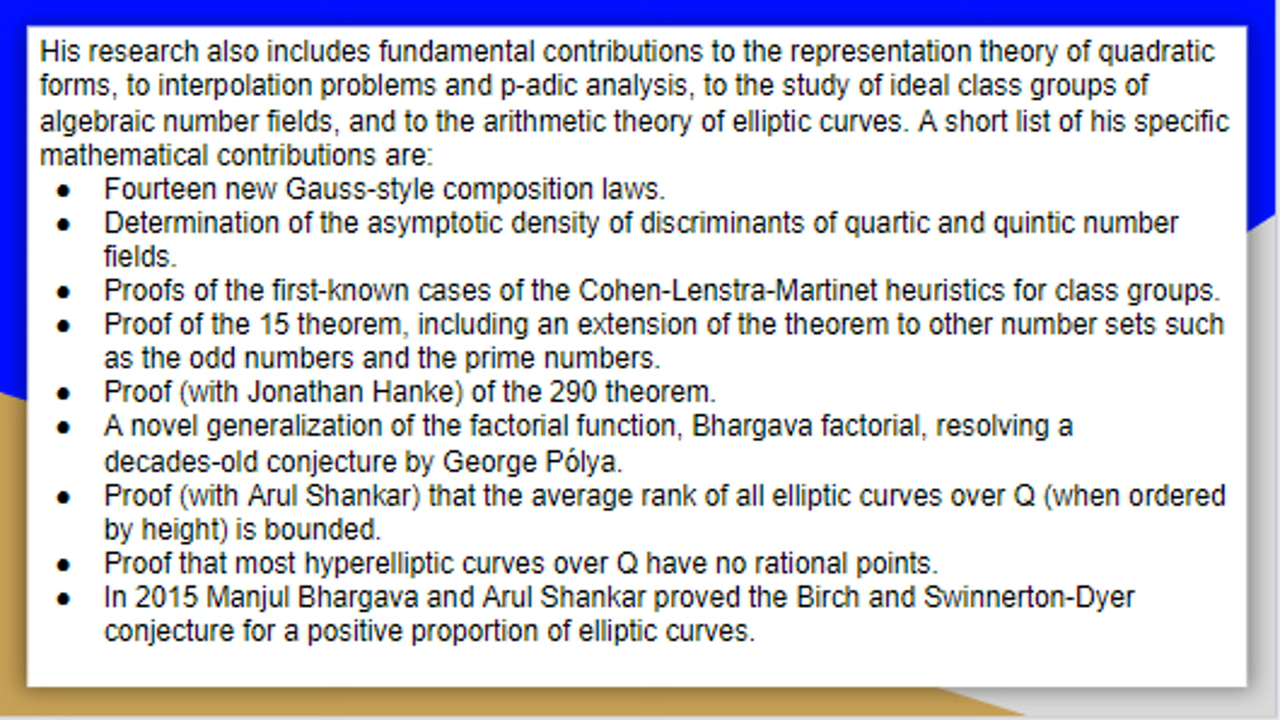 His research also includes fundamental contributions to the representation theory of quadratic
forms, to interpolation problems and p-adic analysis, to the study of ideal class groups of
algebraic number fields, and to the arithmetic theory of elliptic curves. A short list of his specific
mathematical contributions are:
● Fourteen new Gauss-style composition laws.
● Determination of the asymptotic density of discriminants of quartic and quintic number
fields.
● Proofs of the first-known cases of the Cohen-Lenstra-Martinet heuristics for class groups.
● Proof of the 15 theorem, including an extension of the theorem to other number sets such
as the odd numbers and the prime numbers.
● Proof (with Jonathan Hanke) of the 290 theorem.
● A novel generalization of the factorial function, Bhargava factorial, resolving a
decades-old conjecture by George Pólya.
● Proof (with Arul Shankar) that the average rank of all elliptic curves over Q (when ordered
by height) is bounded.
● Proof that most hyperelliptic curves over Q have no rational points.
● In 2015 Manjul Bhargava and Arul Shankar proved the Birch and Swinnerton-Dyer
conjecture for a positive proportion of elliptic curves.